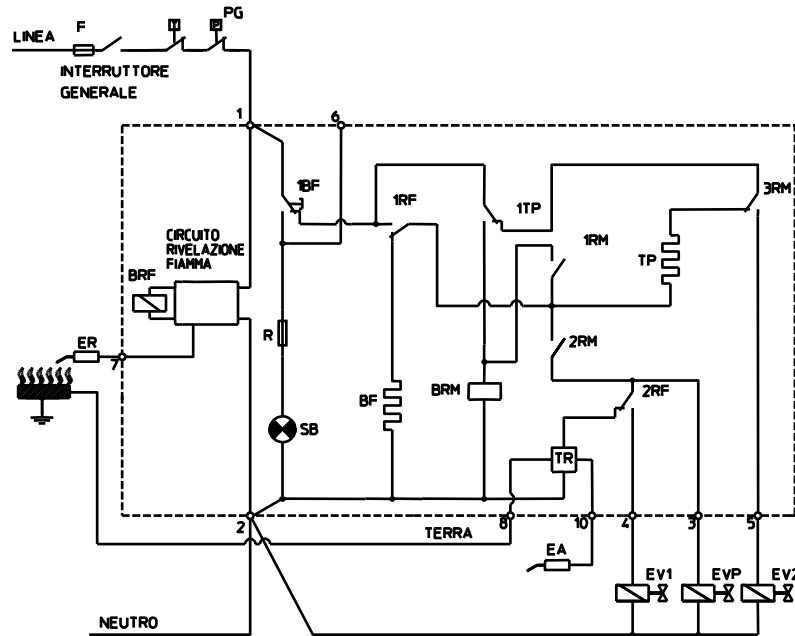 PG
F
T
P
LINEA
INTERRUTTORE
GENERALE
1
6
1BF
1RF
1TP
3RM
CIRCUITO
RIVELAZIONE
FIAMMA
1RM
TP
BRF
ER
R
2RM
7
BF
BRM
2RF
SB
TR
2
8
10
4
3
5
TERRA
EA
EV1
EVP
EV2
NEUTRO